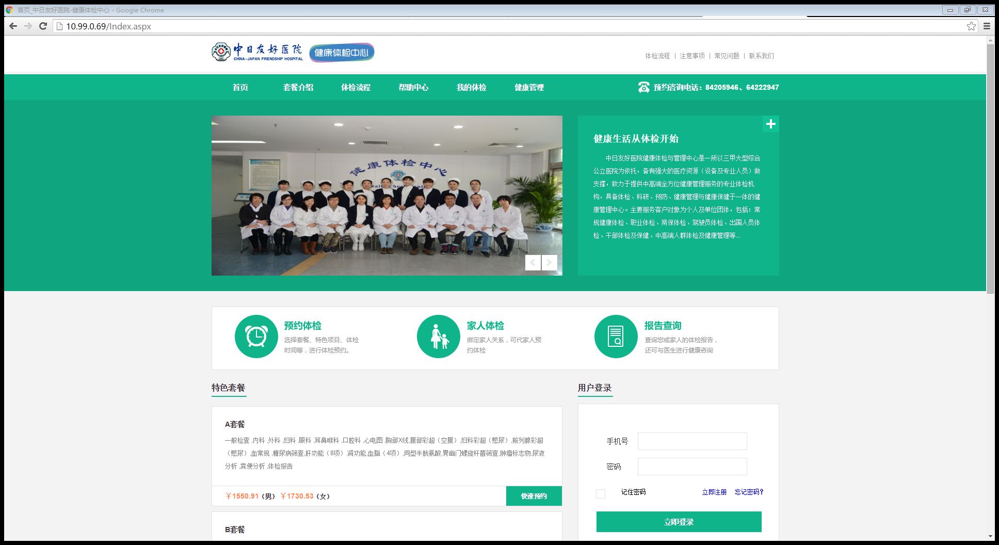 首页_中日友好医院-健康体检中心 - Google Chrome
10.99.0.69/Index.aspx
中日友好医院
CHINA-JAPAN FRIENDSHIP HOSPITAL
健康体检中心
体检流程 | 注意事项 | 常见问题 | 联系我们
首页 套餐介绍 体检流程 帮助中心 我的体检 健康管理
预约咨询电话：84205946、64222947
健康体检中心
Health Check Center
健康生活从体检开始
中日友好医院健康体检与管理中心是一所以三甲大型综合
公立医院为依托，备有强大的医疗资源（设备及专业人员）做
支撑，致力于提供中高端全方位健康管理服务的专业体检机
构，具备体检、科研、预防、健康管理与健康保健于一体的健
康管理中心。主要服务客户对象为个人及单位团体，包括：常
规健康体检、职业体检、商保体检、驾驶员体检、出国人员体
检、干部体检及保健、中高端人群体检及健康管理等...
预约体检
选择套餐、特色项目、体检
时间等，进行体检预约。
家人体检
绑定家人关系，可代家人预
约体检
报告查询
查询您或家人的体检报告，
还可与医生进行健康咨询
特色套餐
A套餐
一般检查 ,内科 ,外科 ,妇科 ,眼科 ,耳鼻喉科 ,口腔科 ,心电图 ,胸部X线,腹部彩超（空腹）,妇科彩超（憋尿）,前列腺彩超
（憋尿）,血常规 ,糖尿病筛查,肝功能（8项）,肾功能,血脂（4项）,同型半胱氨酸,胃幽门螺旋杆菌筛查,肿瘤标志物,尿液
分析 ,粪便分析 ,体检报告
￥1550.91（男） ￥1730.53（女）
快速预约
B套餐
用户登录
手机号
密码
记住密码
立即注册 忘记密码?
立即登录